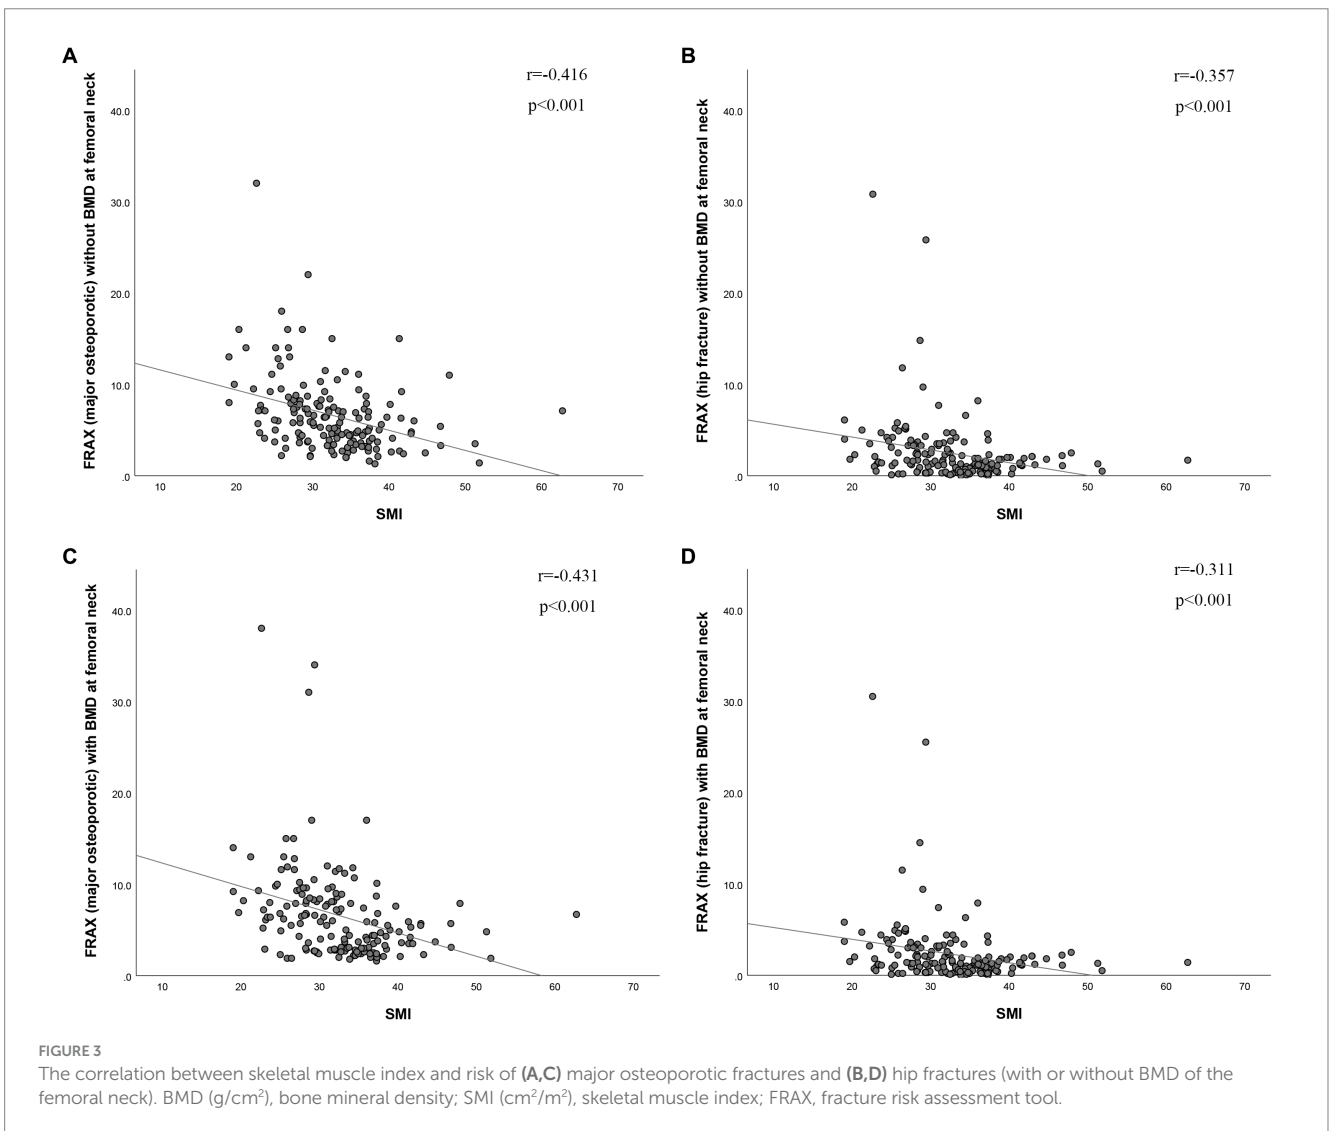 A
r=-0.416
p<0.001
FRAX (major osteoporotic) without BMD at femoral neck
40.0
30.0
20.0
10.0
.0
10 20 30 40 50 60 70
SMI
B
r=-0.357
p<0.001
FRAX (hip fracture) without BMD at femoral neck
40.0
30.0
20.0
10.0
.0
10 20 30 40 50 60 70
SMI
C
r=-0.431
p<0.001
FRAX (major osteoporotic) with BMD at femoral neck
40.0
30.0
20.0
10.0
.0
10 20 30 40 50 60 70
SMI
D
r=-0.311
p<0.001
FRAX (hip fracture) with BMD at femoral neck
40.0
30.0
20.0
10.0
.0
10 20 30 40 50 60 70
SMI
FIGURE 3
The correlation between skeletal muscle index and risk of (A,C) major osteoporotic fractures and (B,D) hip fractures (with or without BMD of the
femoral neck). BMD (g/cm²), bone mineral density; SMI (cm²/m²), skeletal muscle index; FRAX, fracture risk assessment tool.